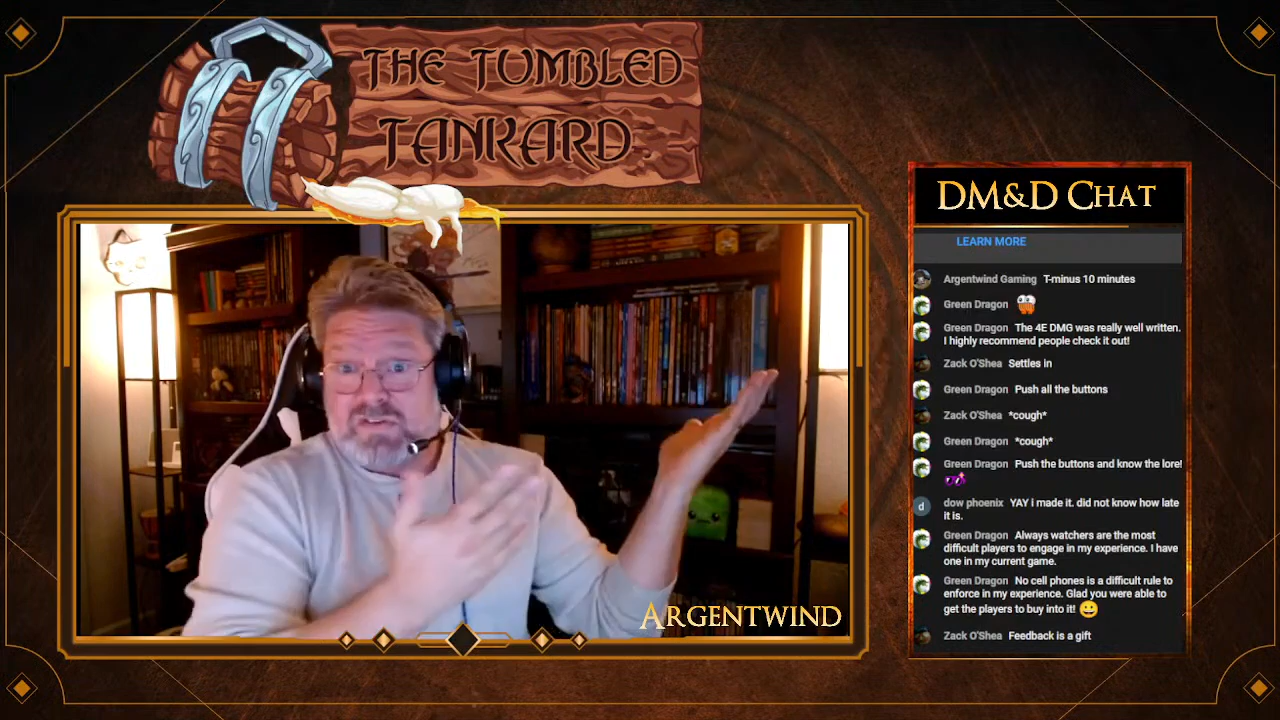 THE TUMBLED
TANKARD
DM&D CHAT
LEARN MORE
Argentwind Gaming T-minus 10 minutes
Green Dragon
Green Dragon The 4E DMG was really well written.
I highly recommend people check it out!
Zack O'Shea Settles in
Green Dragon Push all the buttons
Zack O'Shea *cough*
Green Dragon *cough*
Green Dragon Push the buttons and know the lore!
d
dow phoenix YAY i made it. did not know how late
it is.
Green Dragon Always watchers are the most
difficult players to engage in my experience. I have
one in my current game.
Green Dragon No cell phones is a difficult rule to
enforce in my experience. Glad you were able to
get the players to buy into it! 😀
Zack O'Shea Feedback is a gift
ARGENTWIND